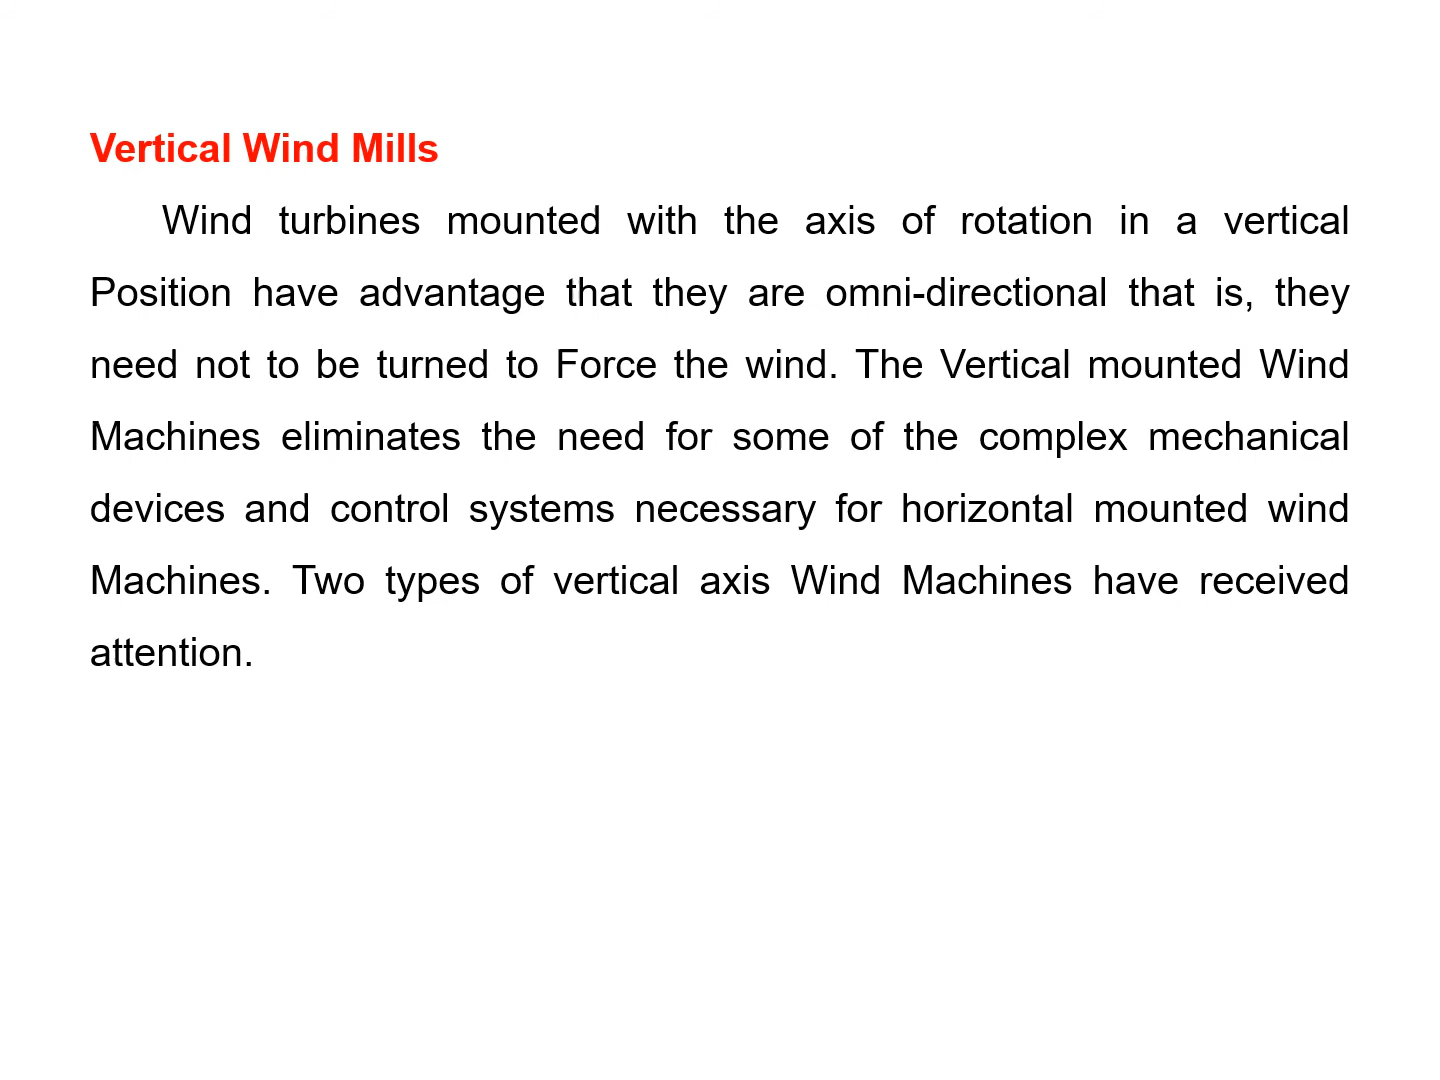 Vertical Wind Mills
Wind turbines mounted with the axis of rotation in a vertical
Position have advantage that they are omni-directional that is, they
need not to be turned to Force the wind. The Vertical mounted Wind
Machines eliminates the need for some of the complex mechanical
devices and control systems necessary for horizontal mounted wind
Machines. Two types of vertical axis Wind Machines have received
attention.